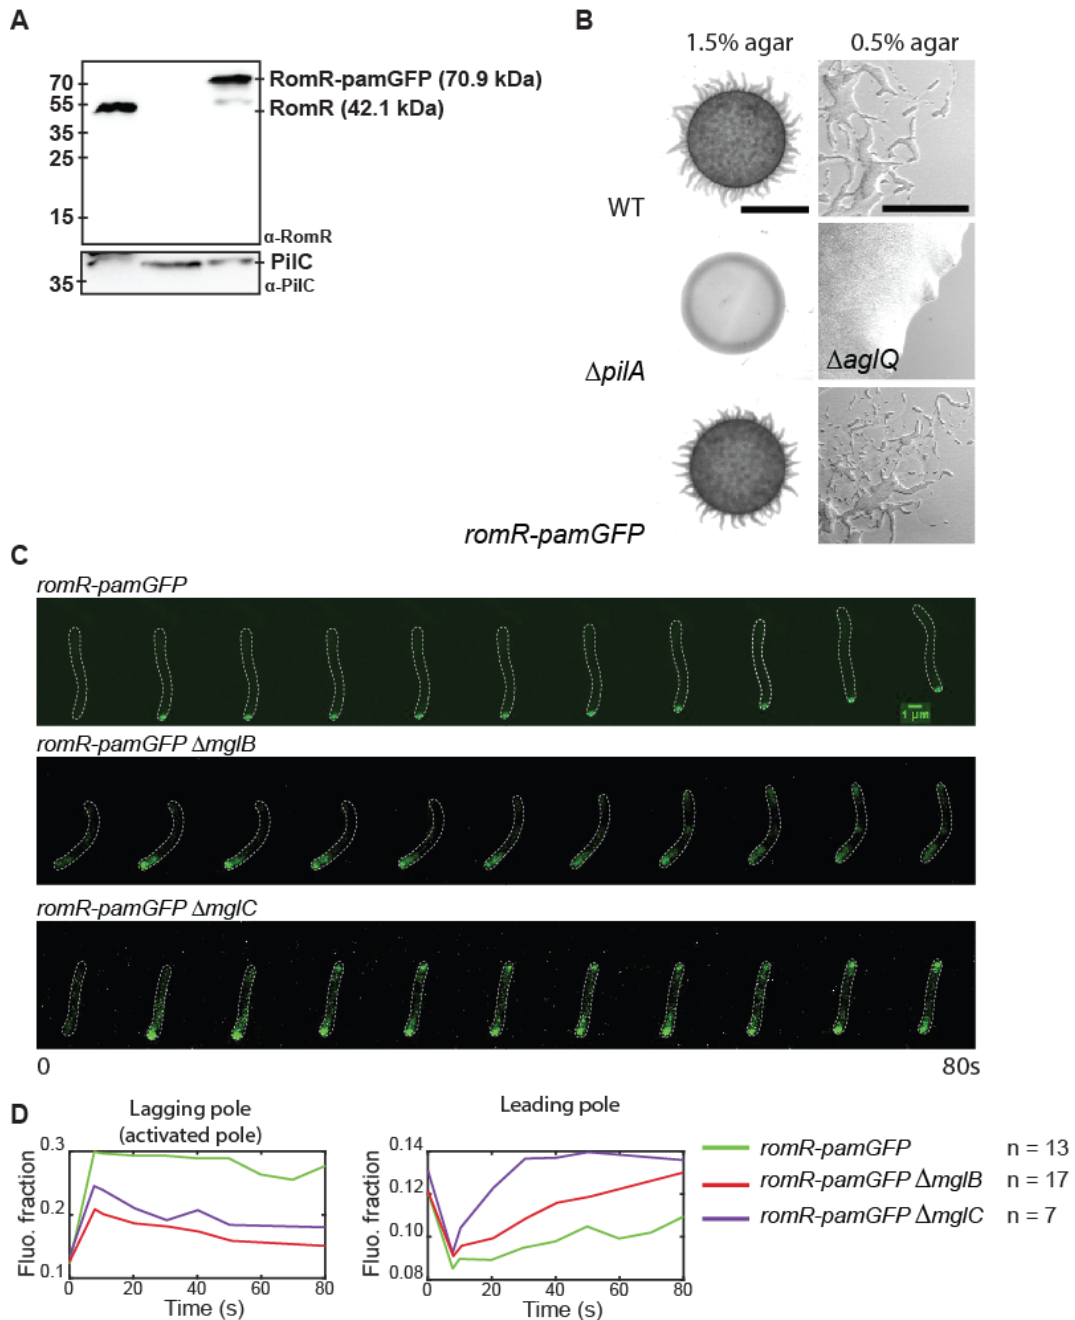 A
70
55
35
25
15
RomR-pamGFP (70.9 kDa)
RomR (42.1 kDa)
α-RomR
35
PilC
α-PilC
B
1.5% agar
0.5% agar
WT
ΔpilA
ΔaglQ
romR-pamGFP
C
romR-pamGFP
1 μm
romR-pamGFP ΔmglB
romR-pamGFP ΔmglC
0
80s
D
Lagging pole
(activated pole)
Fluo. fraction
0.3
0.2
0.1
0
20
40
60
80
Time (s)
Leading pole
Fluo. fraction
0.14
0.12
0.10
0.08
0
20
40
60
80
Time (s)
romR-pamGFP n = 13
romR-pamGFP ΔmglB n = 17
romR-pamGFP ΔmglC n = 7